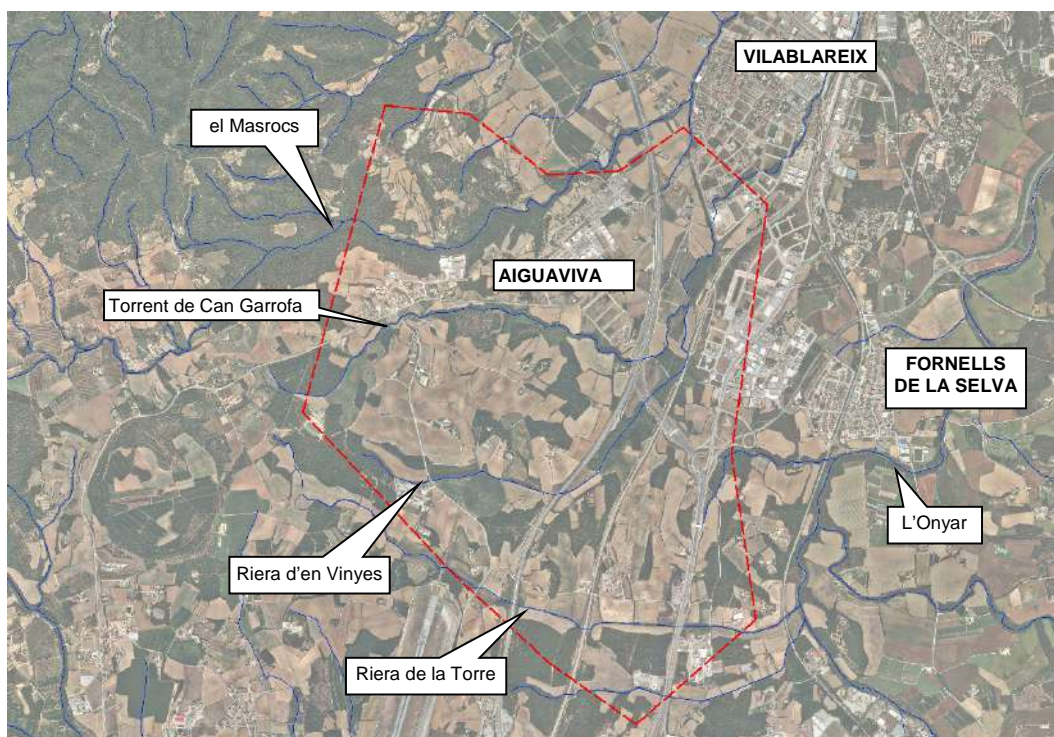 VILABLAREIX
el Masrocs
AIGUAVIVA
Torrent de Can Garrofa
FORNELLS
DE LA SELVA
L'Onyar
Riera d'en Vinyes
Riera de la Torre